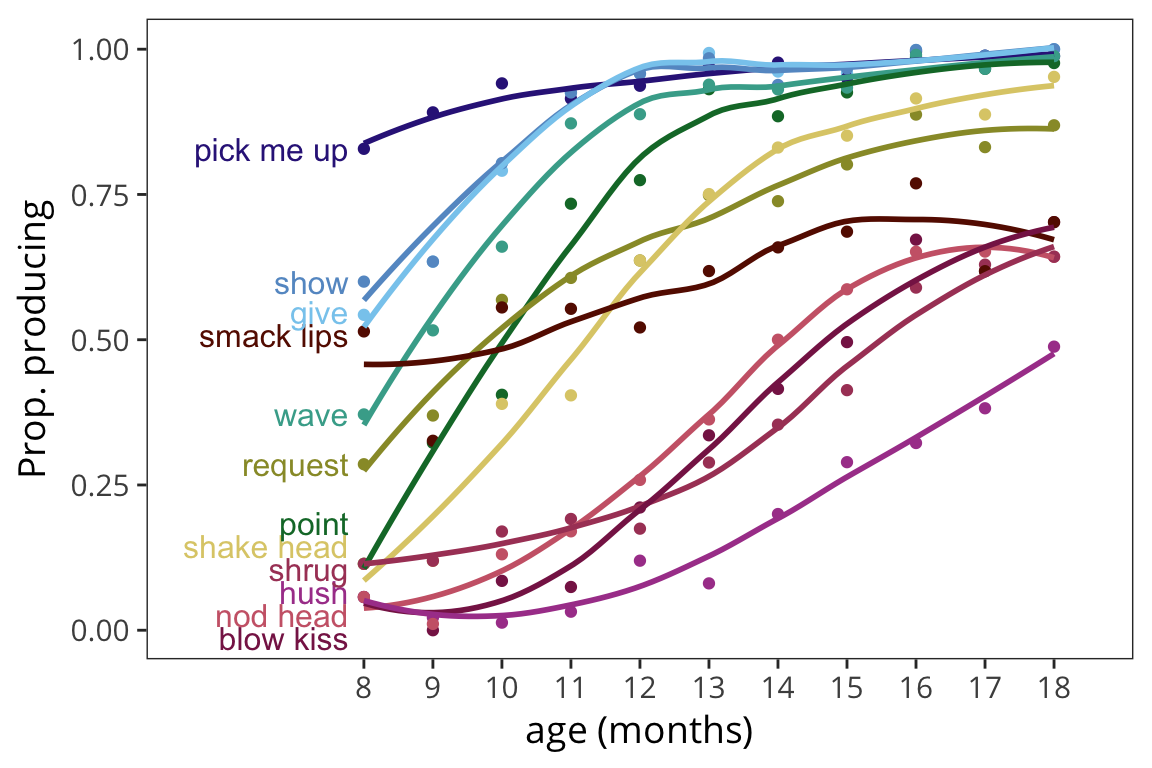 1.00
0.75
0.50
0.25
0.00
Prop. producing
pick me up
show
give
smack lips
wave
request
point
shake head
shrug
hush
nod head
blow kiss
8 9 10 11 12 13 14 15 16 17 18
age (months)